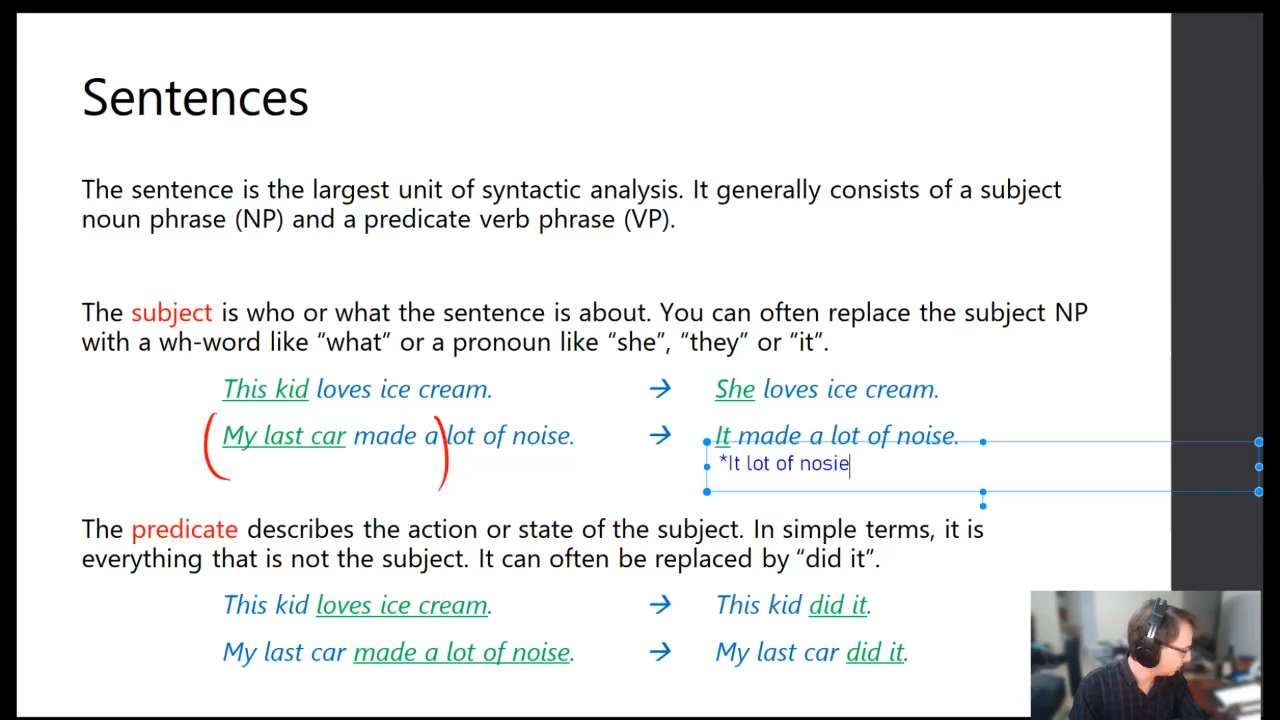 Sentences
The sentence is the largest unit of syntactic analysis. It generally consists of a subject
noun phrase (NP) and a predicate verb phrase (VP).
The subject is who or what the sentence is about. You can often replace the subject NP
with a wh-word like “what” or a pronoun like “she”, “they” or “it”.
This kid loves ice cream. → She loves ice cream.
(My last car made a) lot of noise. → It made a lot of noise.
*It lot of nosie
The predicate describes the action or state of the subject. In simple terms, it is
everything that is not the subject. It can often be replaced by “did it”.
This kid loves ice cream. → This kid did it.
My last car made a lot of noise. → My last car did it.